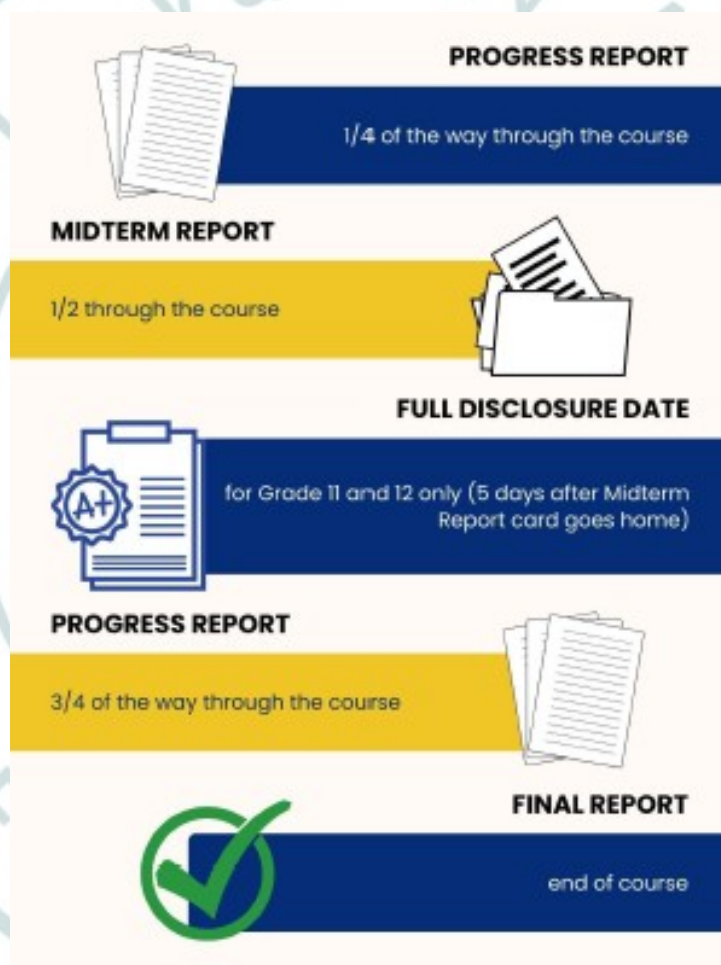 PROGRESS REPORT
1/4 of the way through the course
MIDTERM REPORT
1/2 through the course
FULL DISCLOSURE DATE
A+
for Grade 11 and 12 only (5 days after Midterm
Report card goes home)
PROGRESS REPORT
3/4 of the way through the course
FINAL REPORT
end of course